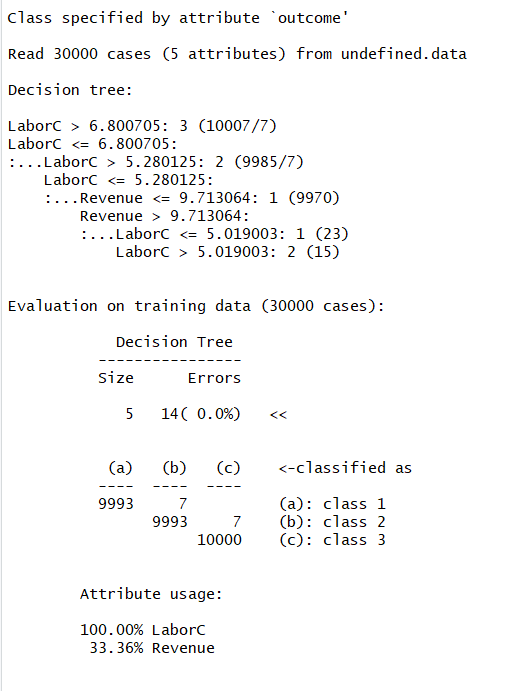 Class specified by attribute `outcome'
Read 30000 cases (5 attributes) from undefined.data
Decision tree:
LaborC > 6.800705: 3 (10007/7)
LaborC <= 6.800705:
:...LaborC > 5.280125: 2 (9985/7)
    LaborC <= 5.280125:
    :...Revenue <= 9.713064: 1 (9970)
        Revenue > 9.713064:
        :...LaborC <= 5.019003: 1 (23)
            LaborC > 5.019003: 2 (15)
Evaluation on training data (30000 cases):
            Decision Tree
          ----------------
          Size      Errors
             5   14( 0.0%)   <<
           (a)   (b)   (c)    <-classified as
          ----  ----  ----
          9993     7          (a): class 1
                9993     7    (b): class 2
                     10000    (c): class 3
        Attribute usage:
        100.00% LaborC
         33.36% Revenue